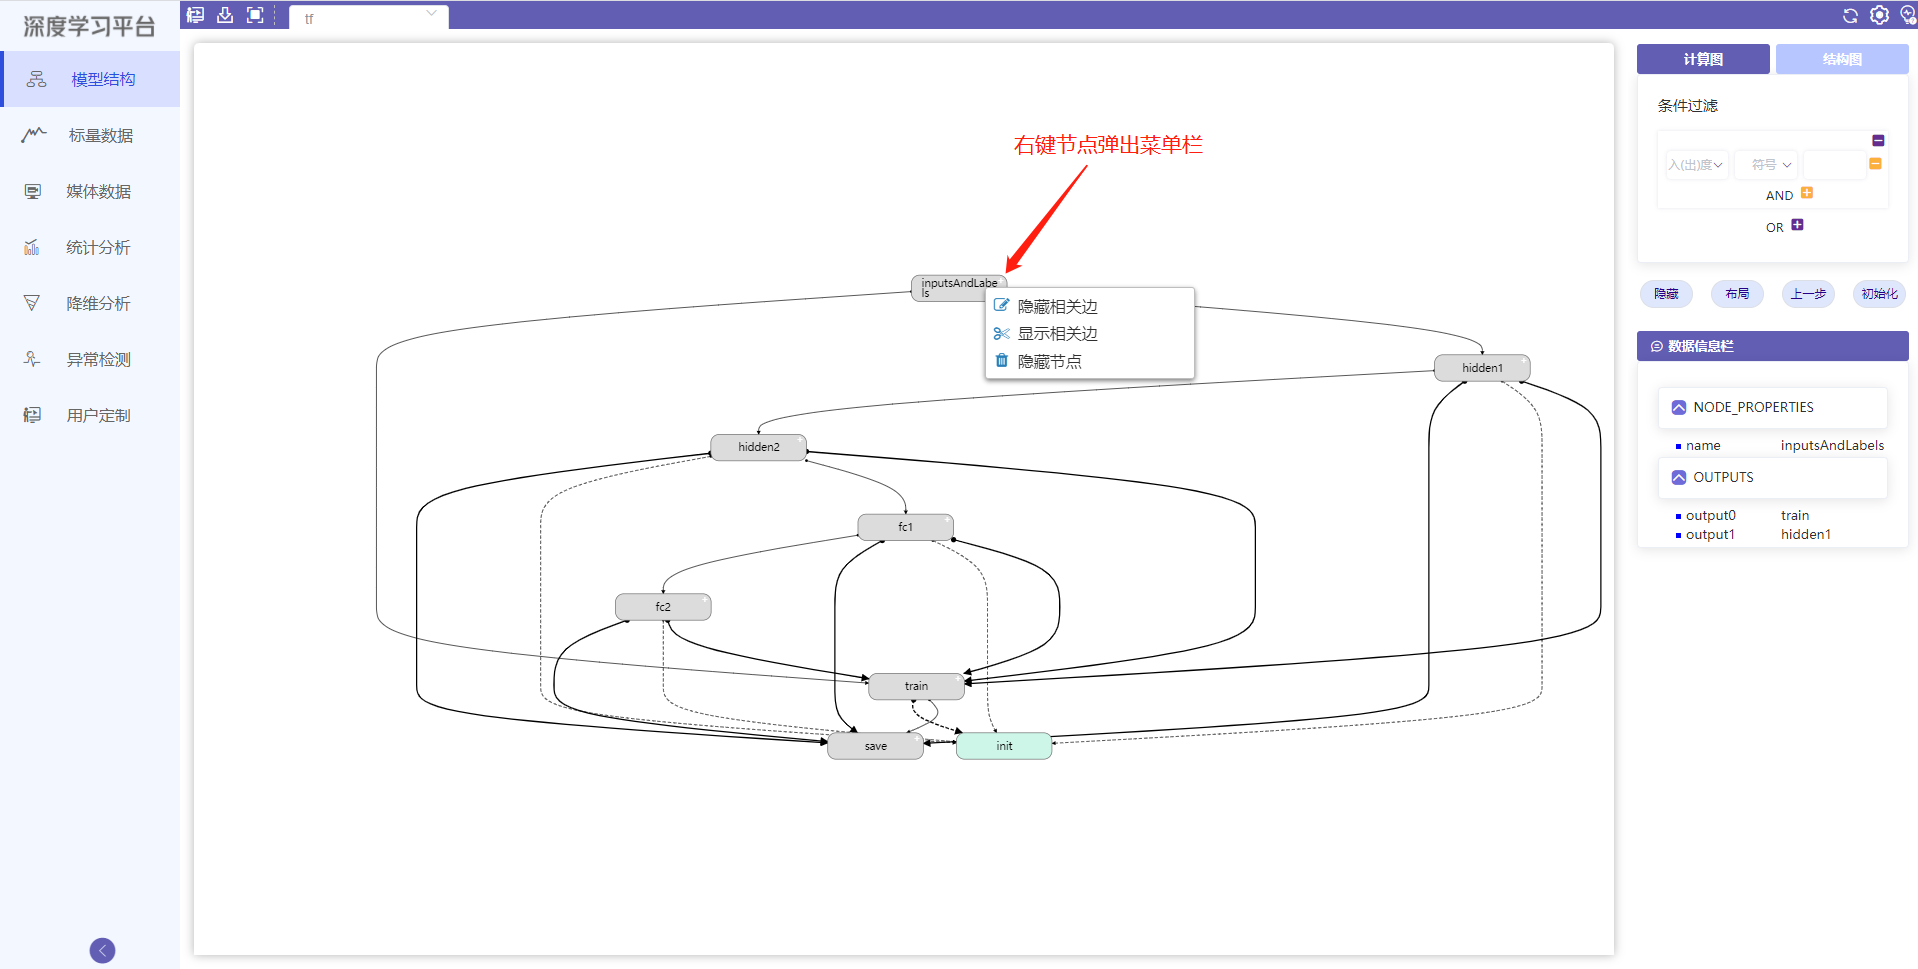 深度学习平台
tf
模型结构
标量数据
媒体数据
统计分析
降维分析
异常检测
用户定制
右键节点弹出菜单栏
inputsAndLabe
ls
隐藏相关边
显示相关边
隐藏节点
hidden1
hidden2
fc1
fc2
train
save
init
计算图
结构图
条件过滤
入(出)度
符号
AND
OR
隐藏
布局
上一步
初始化
数据信息栏
NODE_PROPERTIES
name inputsAndLabels
OUTPUTS
output0 train
output1 hidden1